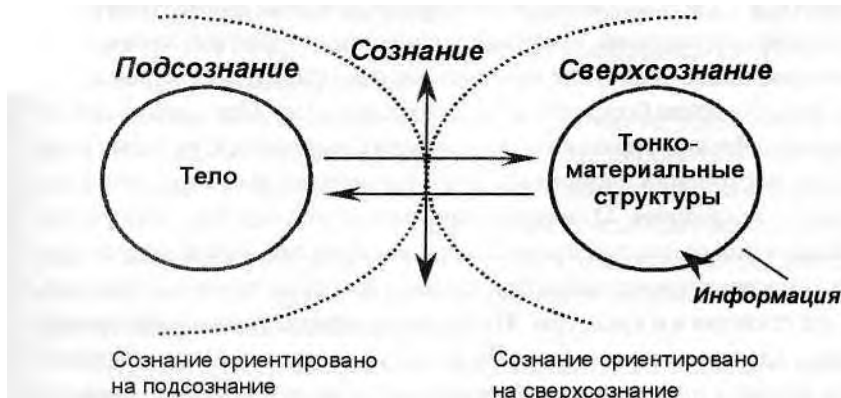 Сознание
Подсознание
Сверхсознание
Тело
Тонко-
материальные
структуры
Информация
Сознание ориентировано
на подсознание
Сознание ориентировано
на сверхсознание